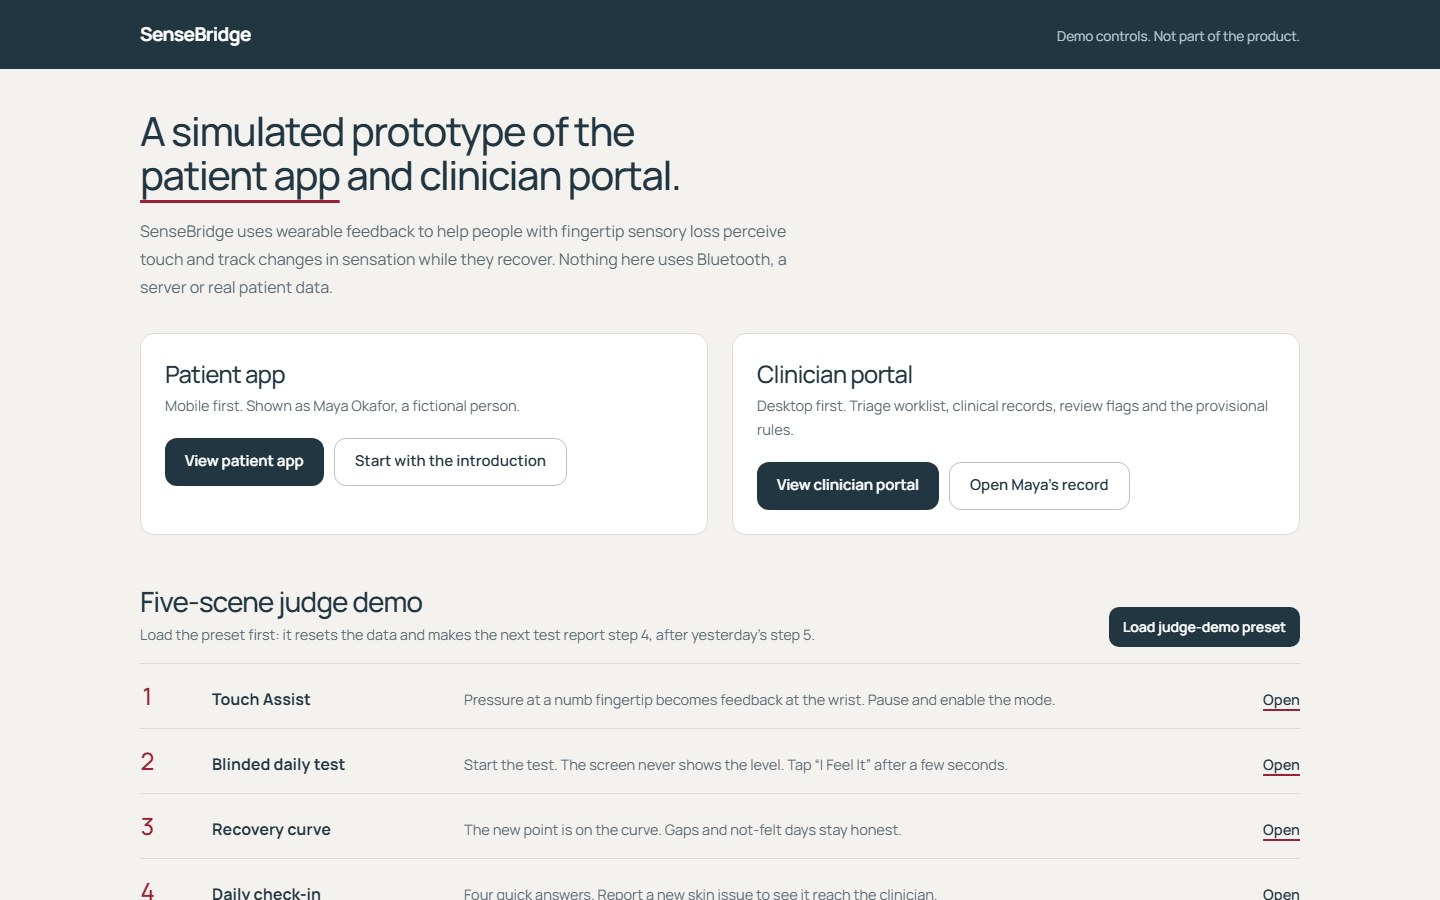 SenseBridge
Demo controls. Not part of the product.
A simulated prototype of the
patient app and clinician portal.
SenseBridge uses wearable feedback to help people with fingertip sensory loss perceive
touch and track changes in sensation while they recover. Nothing here uses Bluetooth, a
server or real patient data.
Patient app
Mobile first. Shown as Maya Okafor, a fictional person.
View patient app
Start with the introduction
Clinician portal
Desktop first. Triage worklist, clinical records, review flags and the provisional
rules.
View clinician portal
Open Maya's record
Five-scene judge demo
Load the preset first: it resets the data and makes the next test report step 4, after yesterday's step 5.
Load judge-demo preset
1 Touch Assist Pressure at a numb fingertip becomes feedback at the wrist. Pause and enable the mode. Open
2 Blinded daily test Start the test. The screen never shows the level. Tap “I Feel It” after a few seconds. Open
3 Recovery curve The new point is on the curve. Gaps and not-felt days stay honest. Open
4 Daily check-in Four quick answers. Report a new skin issue to see it reach the clinician. Open